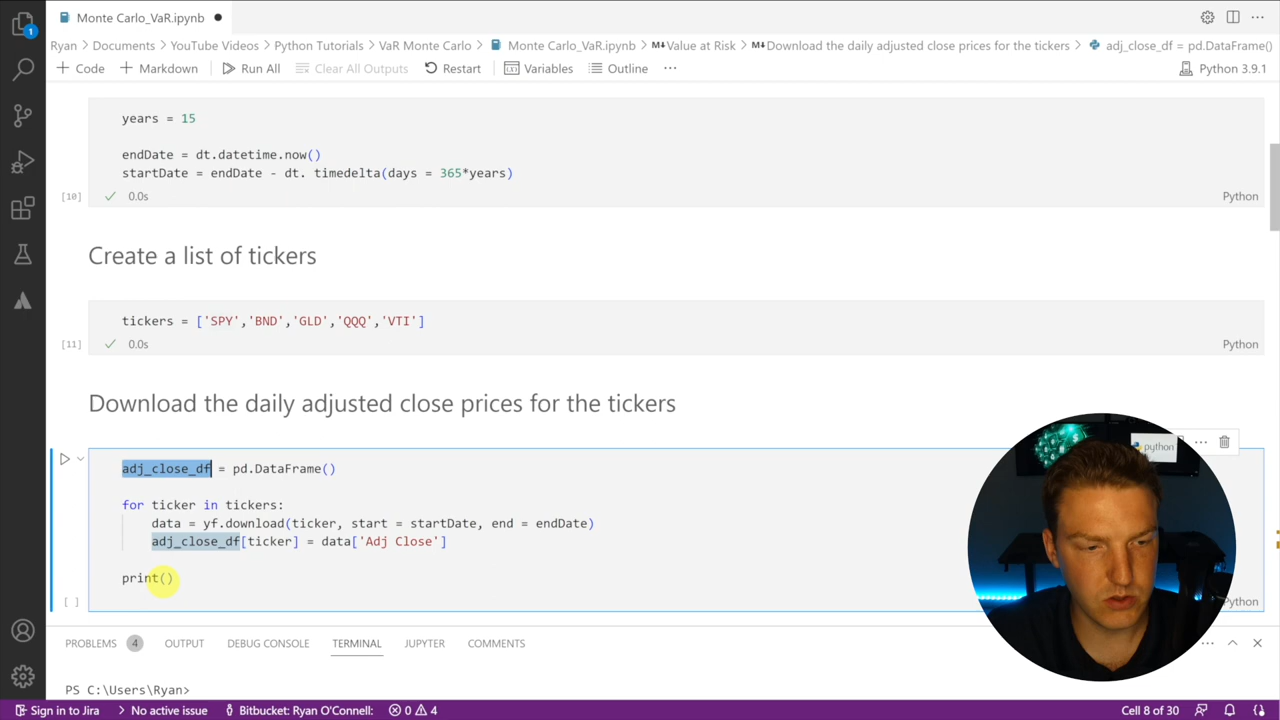 Monte Carlo_VaR.ipynb
Ryan > Documents > YouTube Videos > Python Tutorials > VaR Monte Carlo > Monte Carlo_VaR.ipynb > Value at Risk > Download the daily adjusted close prices for the tickers > adj_close_df = pd.DataFrame()
+ Code + Markdown Run All Clear All Outputs Restart Variables Outline ... Python 3.9.1
years = 15
endDate = dt.datetime.now()
startDate = endDate - dt. timedelta(days = 365*years)
[10] 0.0s Python
Create a list of tickers
tickers = ['SPY','BND','GLD','QQQ','VTI']
[11] 0.0s Python
Download the daily adjusted close prices for the tickers
python
adj_close_df = pd.DataFrame()
for ticker in tickers:
data = yf.download(ticker, start = startDate, end = endDate)
adj_close_df[ticker] = data['Adj Close']
print()
[ ] Python
PROBLEMS 4 OUTPUT DEBUG CONSOLE TERMINAL JUPYTER COMMENTS
PS C:\Users\Ryan>
Sign in to Jira No active issue Bitbucket: Ryan O'Connell: 0 4 Cell 8 of 30